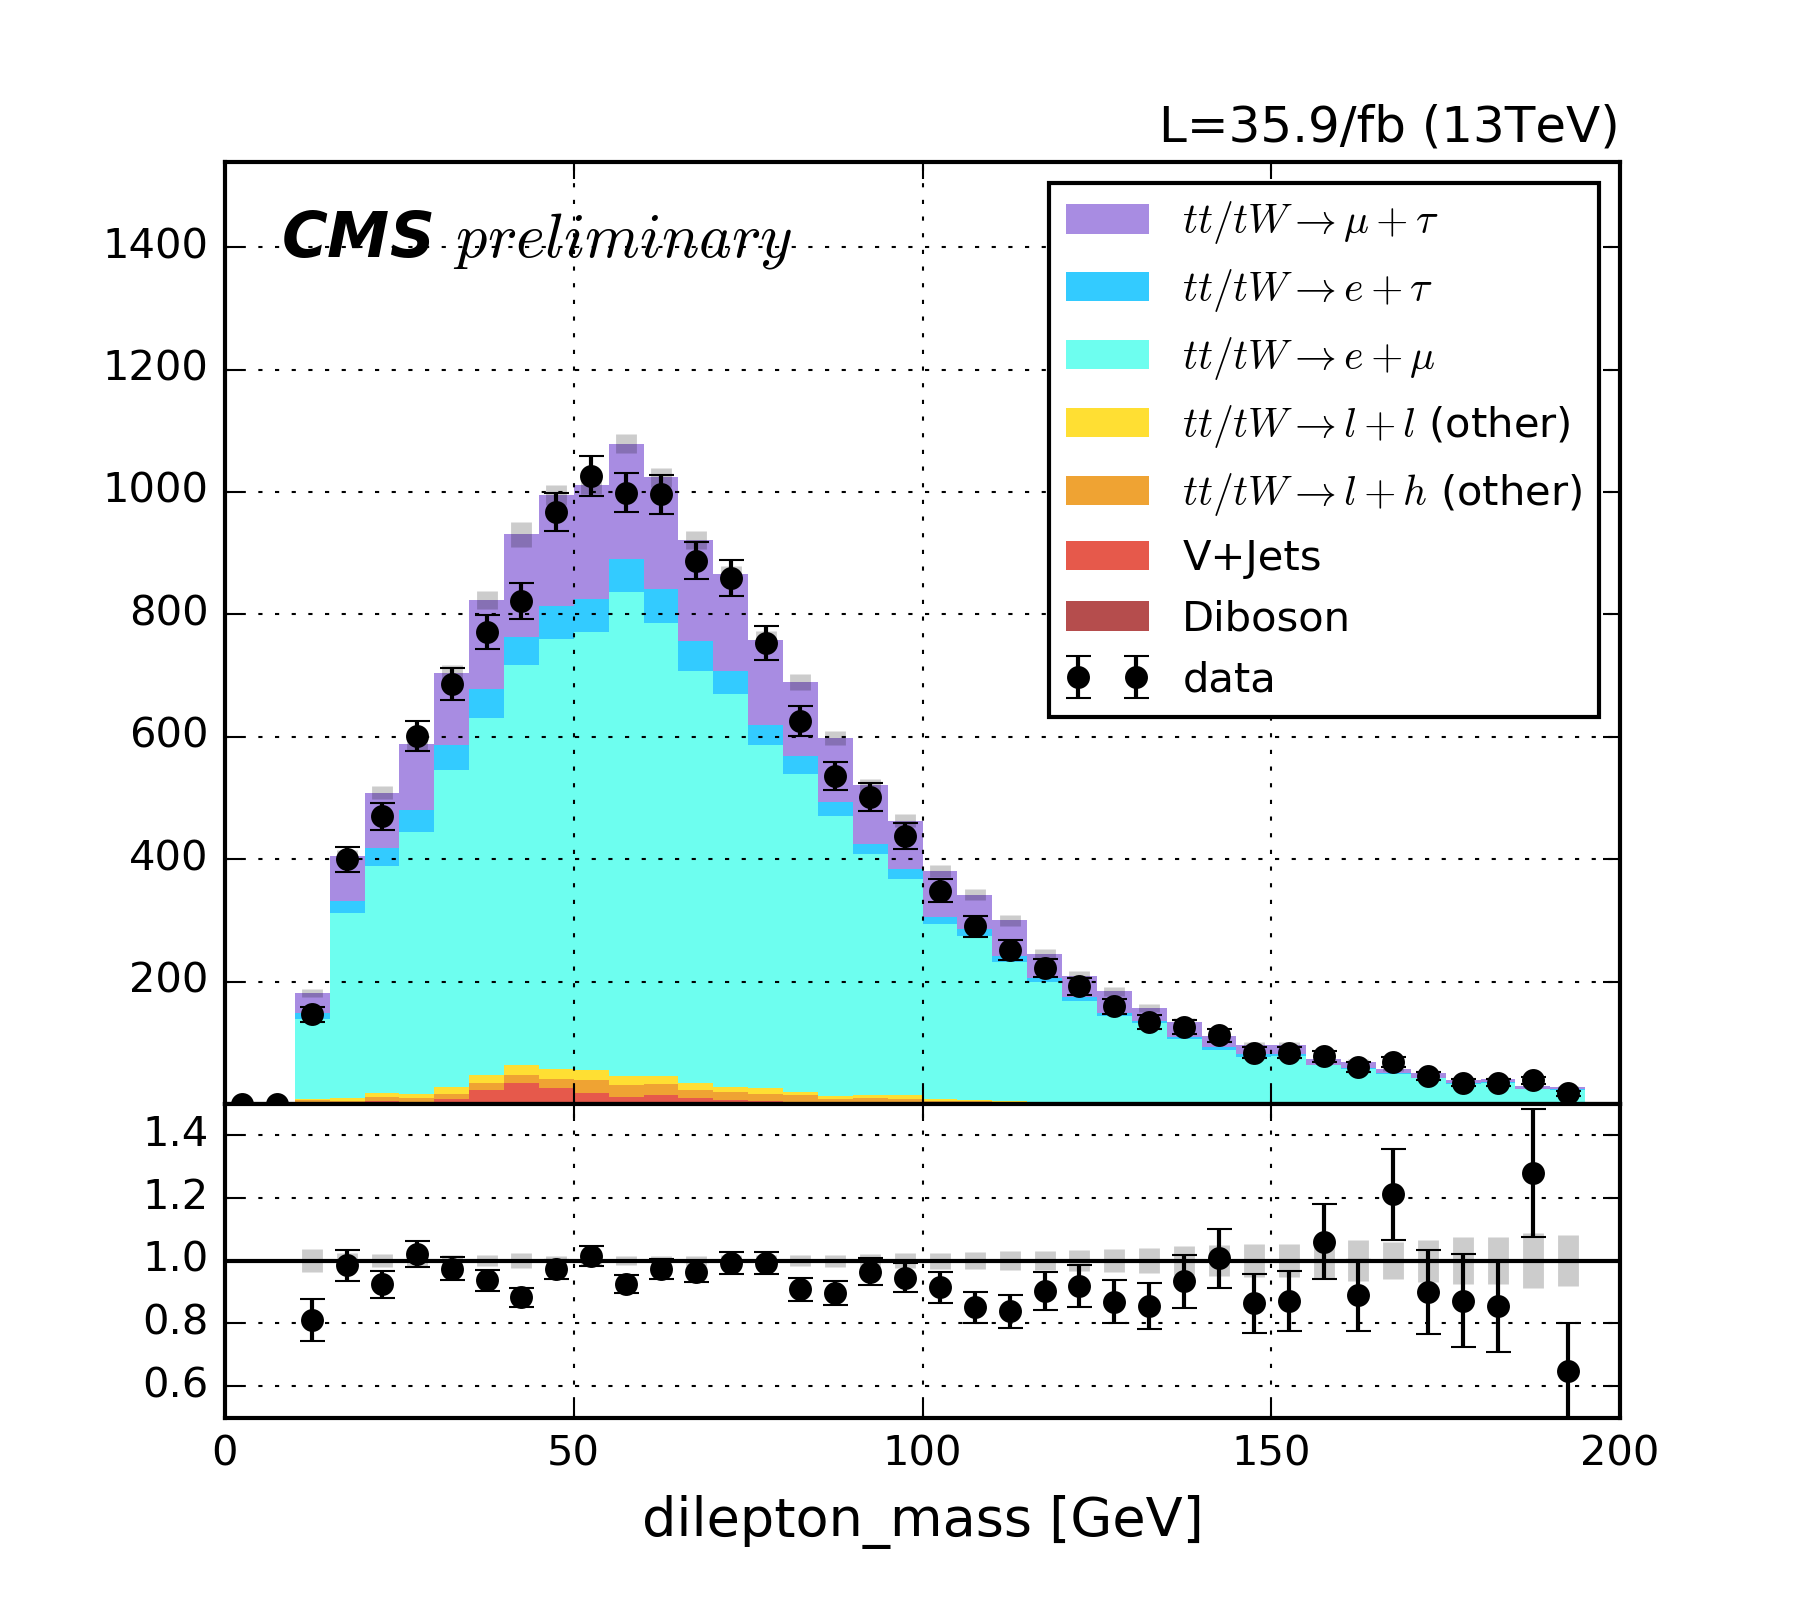 L=35.9/fb (13TeV)
CMS preliminary
tt/tW → μ + τ
tt/tW → e + τ
tt/tW → e + μ
tt/tW → l + l (other)
tt/tW → l + h (other)
V+Jets
Diboson
data
1400
1200
1000
800
600
400
200
1.4
1.2
1.0
0.8
0.6
0 50 100 150 200
dilepton_mass [GeV]